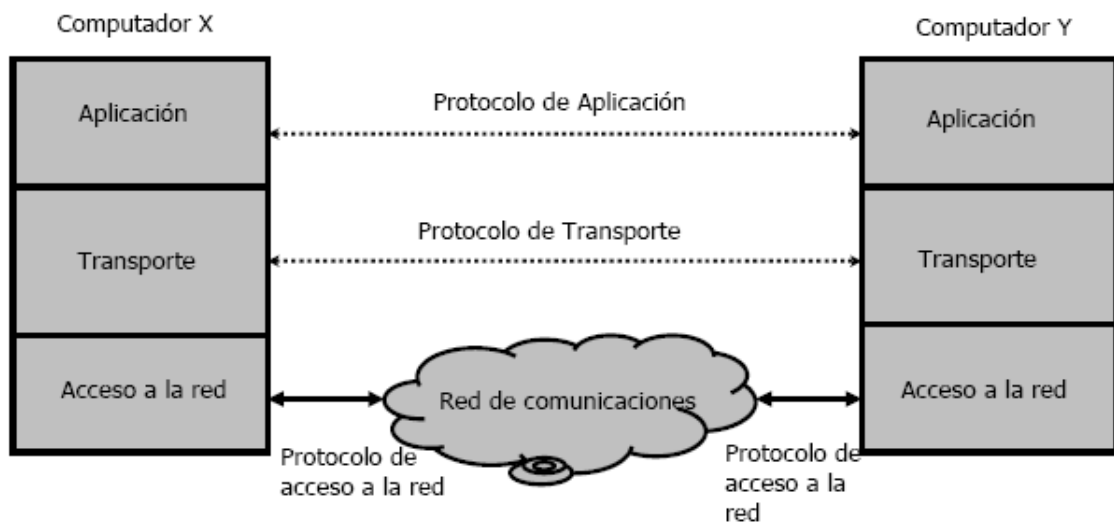 Computador X
Computador Y
Aplicación
Protocolo de Aplicación
Aplicación
Protocolo de Transporte
Transporte
Transporte
Acceso a la red
Red de comunicaciones
Acceso a la red
Protocolo de
acceso a la red
Protocolo de
acceso a la
red